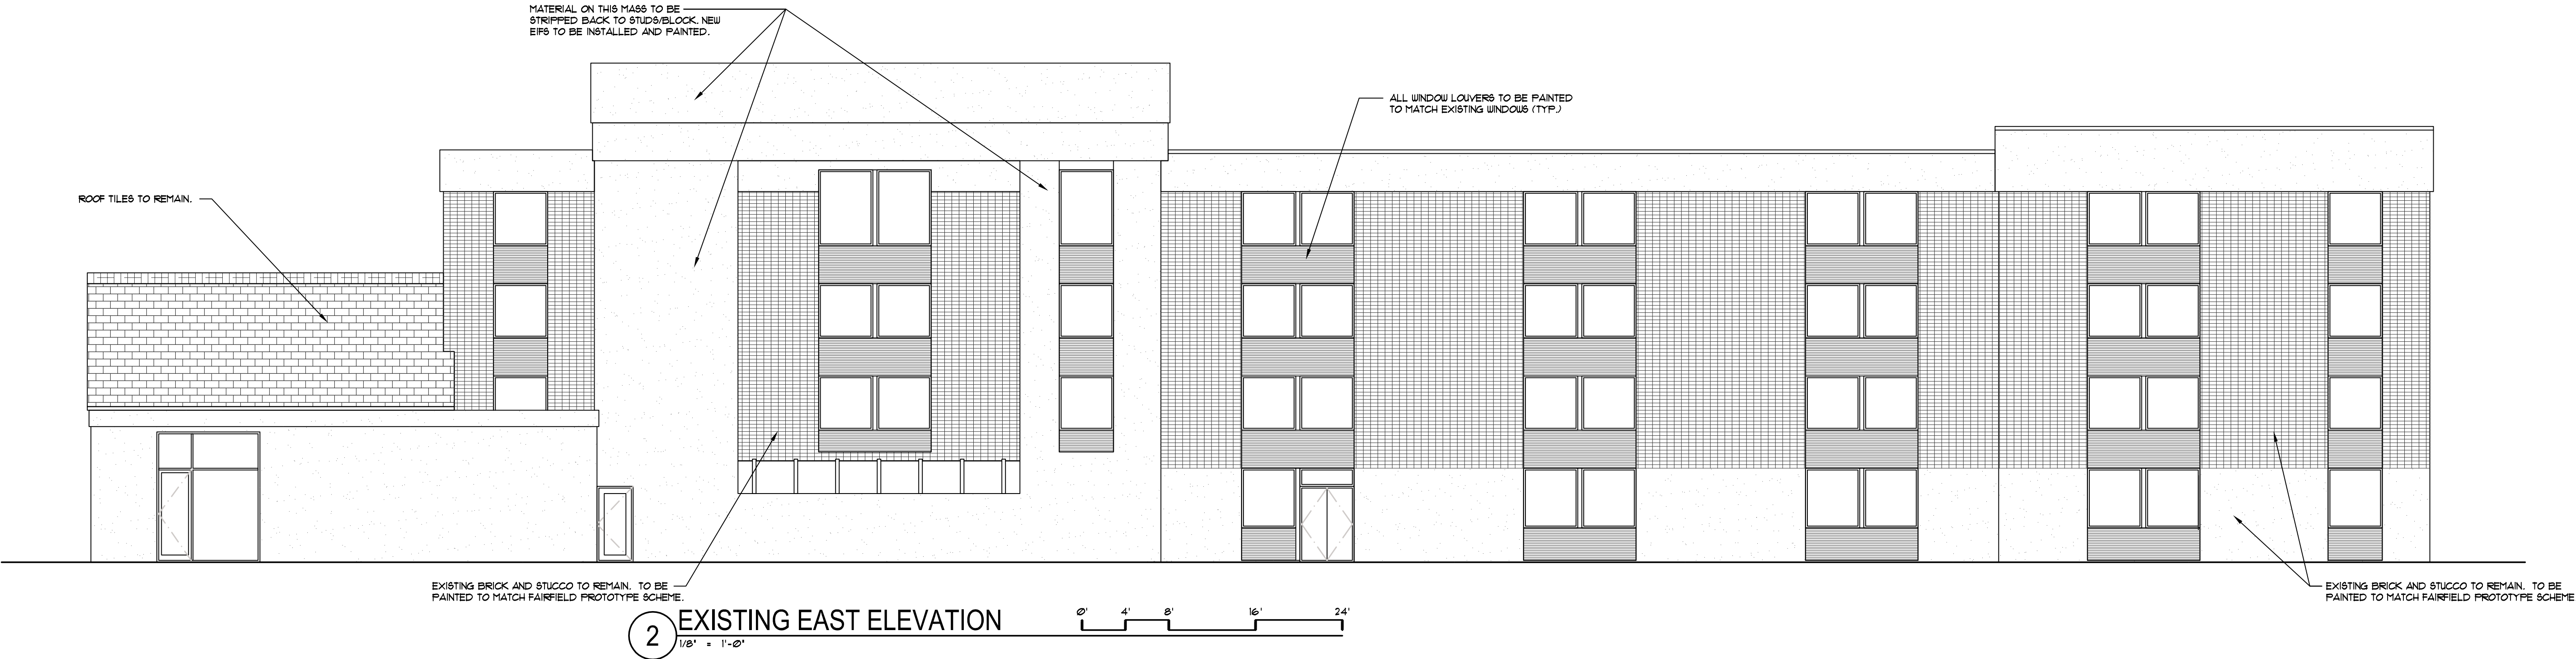 MATERIAL ON THIS MASS TO BE
STRIPPED BACK TO STUDS/BLOCK. NEW
EIFS TO BE INSTALLED AND PAINTED.
ALL WINDOW LOUVERS TO BE PAINTED
TO MATCH EXISTING WINDOWS (TYP.)
ROOF TILES TO REMAIN.
EXISTING BRICK AND STUCCO TO REMAIN. TO BE
PAINTED TO MATCH FAIRFIELD PROTOTYPE SCHEME.
EXISTING BRICK AND STUCCO TO REMAIN. TO BE
PAINTED TO MATCH FAIRFIELD PROTOTYPE SCHEME
2 EXISTING EAST ELEVATION
1/8" = 1'-0"
0' 4' 8' 16' 24'